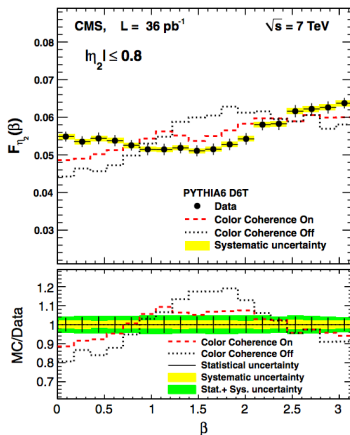 CMS, L = 36 pb⁻¹ √s = 7 TeV
|η₂| ≤ 0.8
F_η₂(β)
0.08
0.07
0.06
0.05
0.04
0.03
PYTHIA6 D6T
Data
Color Coherence On
Color Coherence Off
Systematic uncertainty
MC/Data
1.2
1.1
1
0.9
0.8
0.7
Color Coherence On
Color Coherence Off
Statistical uncertainty
Systematic uncertainty
Stat.+ Sys. uncertainty
0 0.5 1 1.5 2 2.5 3
β